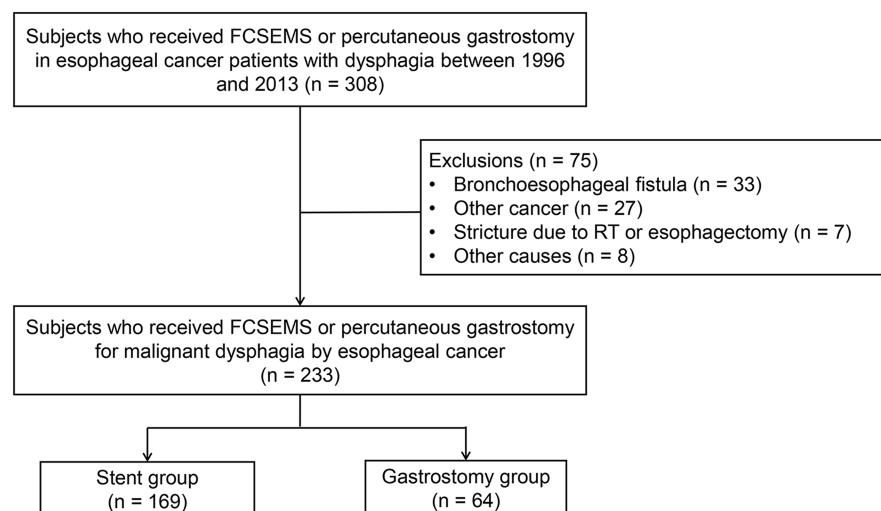 Subjects who received FCSEMS or percutaneous gastrostomy
in esophageal cancer patients with dysphagia between 1996
and 2013 (n = 308)
Exclusions (n = 75)
• Bronchoesophageal fistula (n = 33)
• Other cancer (n = 27)
• Stricture due to RT or esophagectomy (n = 7)
• Other causes (n = 8)
Subjects who received FCSEMS or percutaneous gastrostomy
for malignant dysphagia by esophageal cancer
(n = 233)
Stent group
(n = 169)
Gastrostomy group
(n = 64)